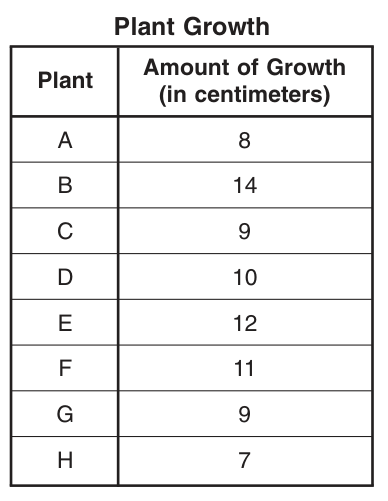 Plant Growth
Plant Amount of Growth
(in centimeters)
A 8
B 14
C 9
D 10
E 12
F 11
G 9
H 7